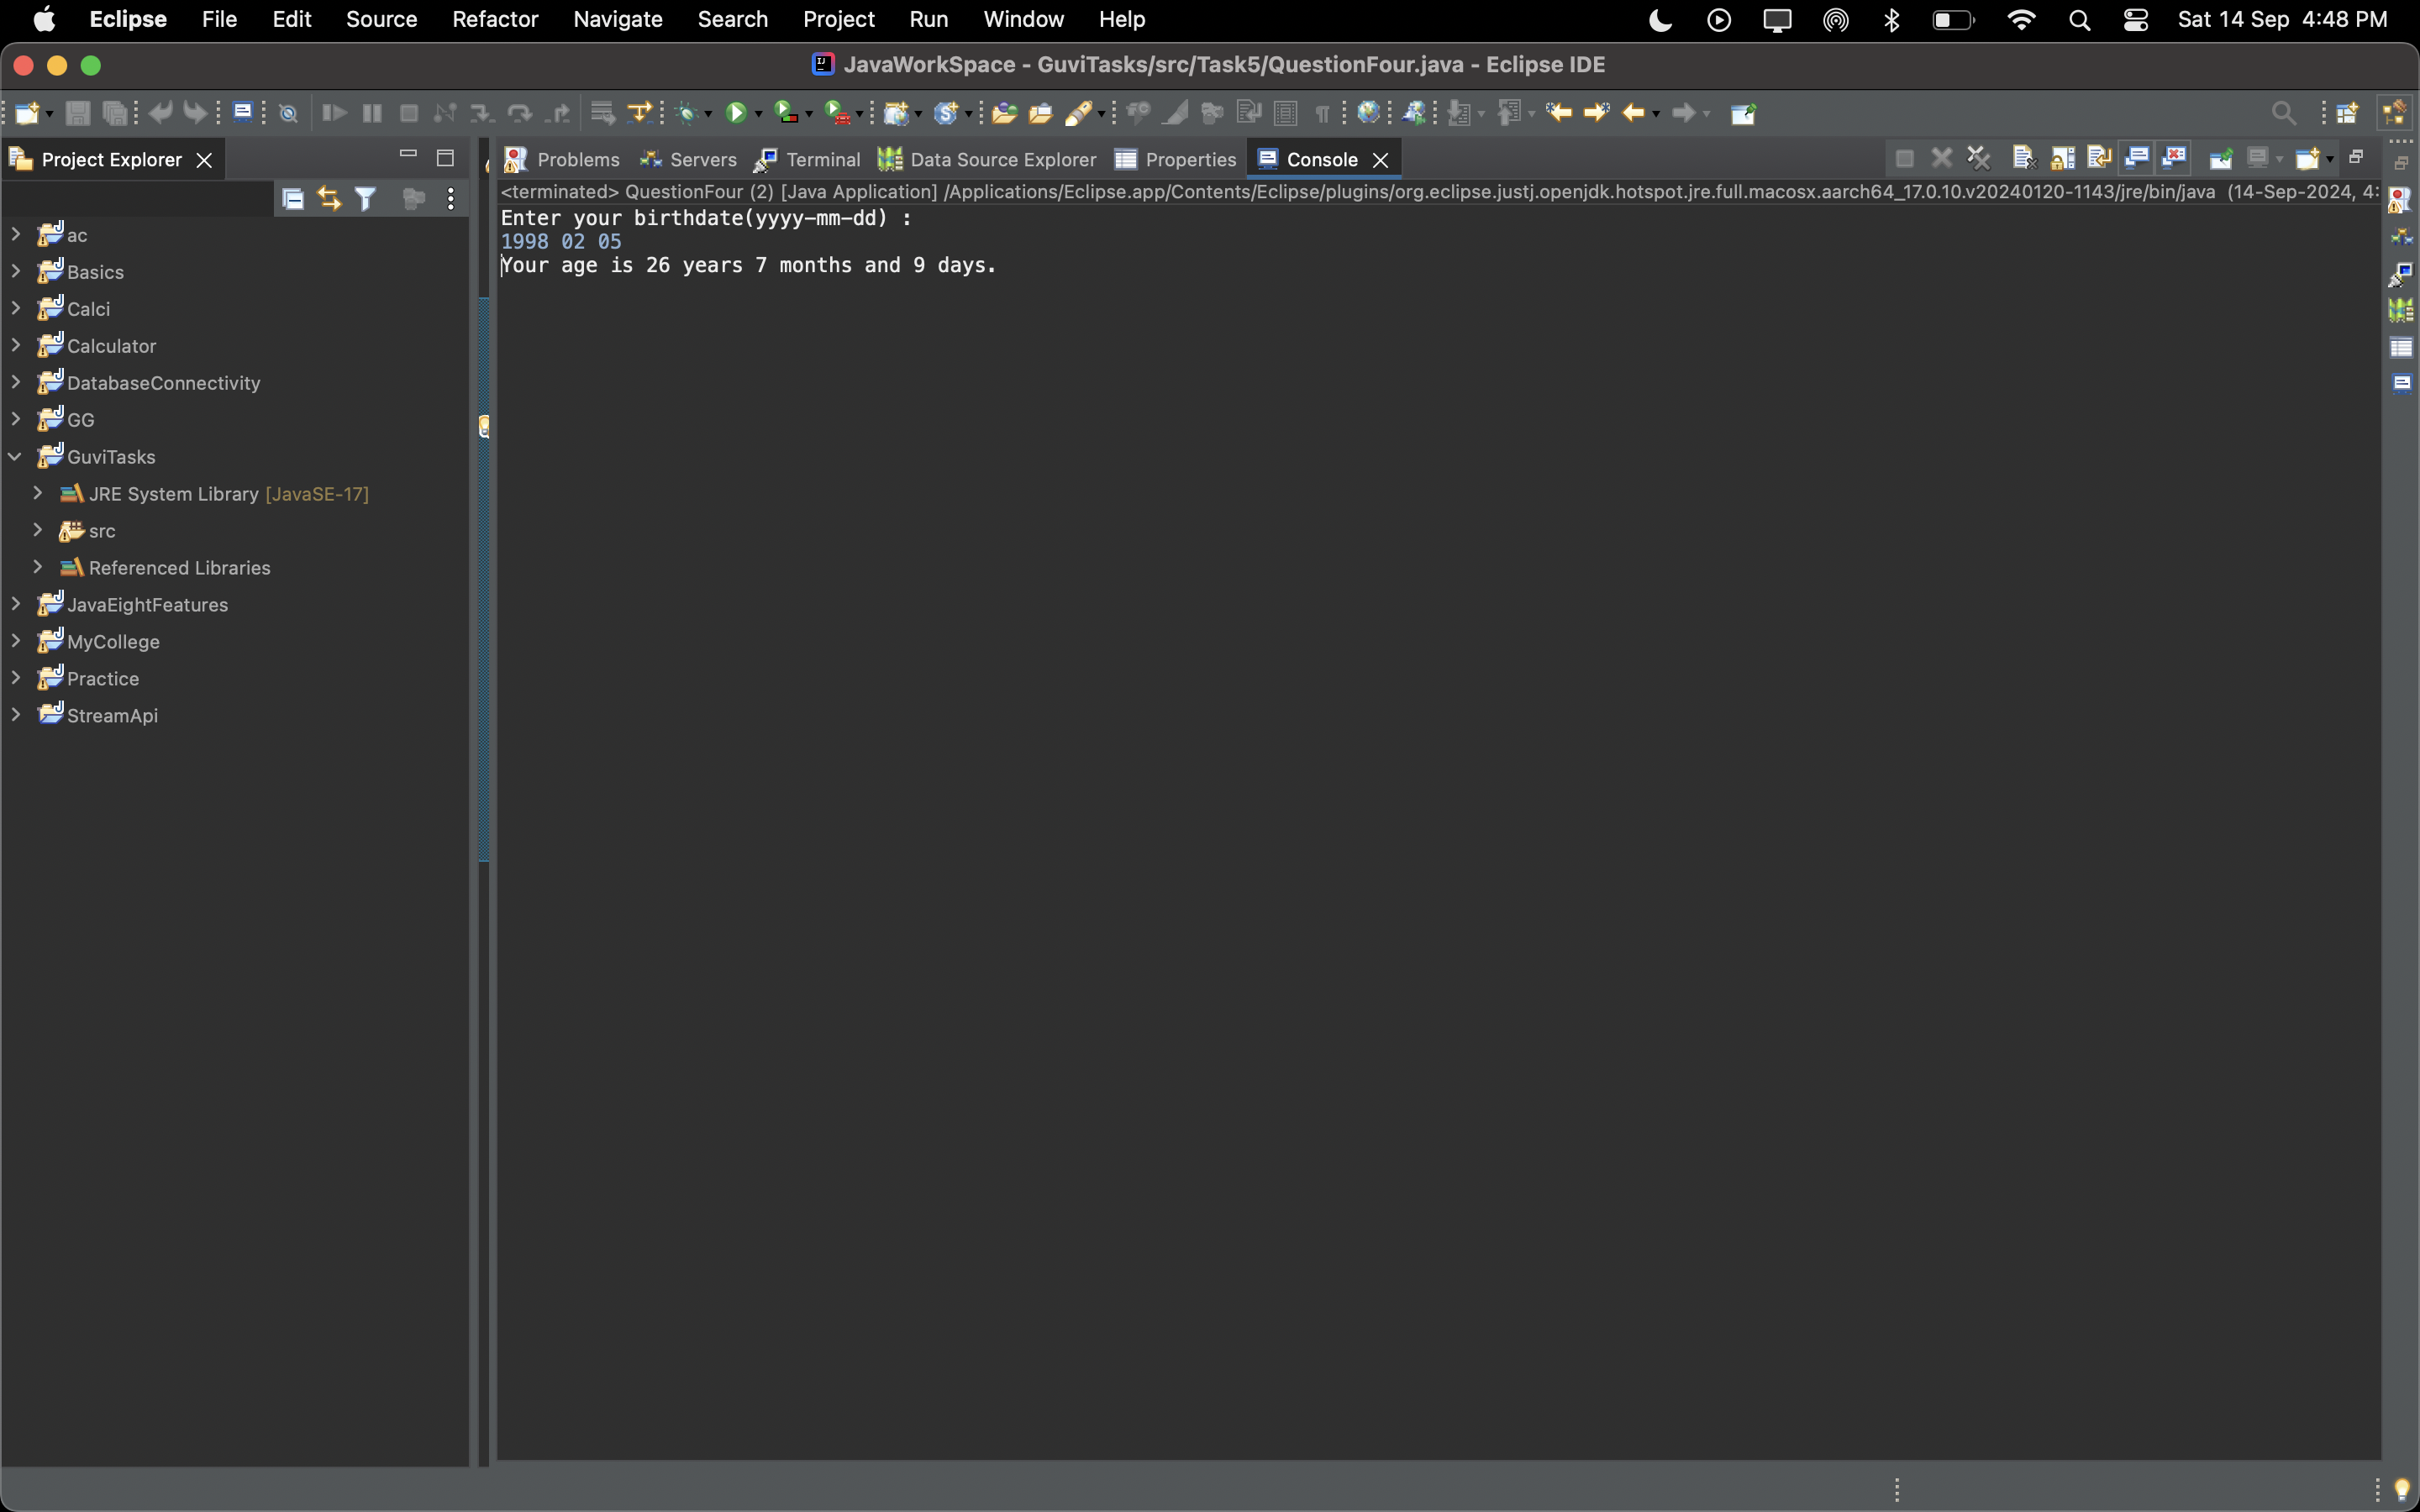 Eclipse File Edit Source Refactor Navigate Search Project Run Window Help Sat 14 Sep 4:48 PM
JavaWorkSpace - GuviTasks/src/Task5/QuestionFour.java - Eclipse IDE
Project Explorer
Problems Servers Terminal Data Source Explorer Properties Console
<terminated> QuestionFour (2) [Java Application] /Applications/Eclipse.app/Contents/Eclipse/plugins/org.eclipse.justj.openjdk.hotspot.jre.full.macosx.aarch64_17.0.10.v20240120-1143/jre/bin/java (14-Sep-2024, 4:
Enter your birthdate(yyyy-mm-dd) :
1998 02 05
Your age is 26 years 7 months and 9 days.
ac
Basics
Calci
Calculator
DatabaseConnectivity
GG
GuviTasks
JRE System Library [JavaSE-17]
src
Referenced Libraries
JavaEightFeatures
MyCollege
Practice
StreamApi